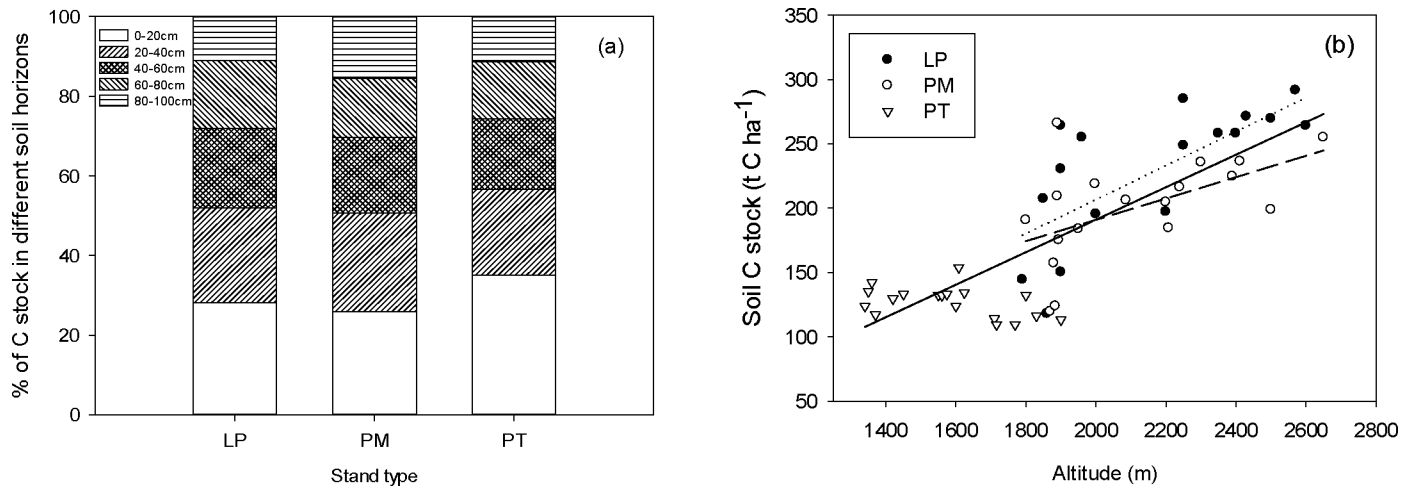 % of C stock in different soil horizons
100
80
60
40
20
0
0-20cm
20-40cm
40-60cm
60-80cm
80-100cm
(a)
LP
PM
PT
Stand type
Soil C stock (t C ha⁻¹)
350
300
250
200
150
100
50
LP
PM
PT
(b)
1400 1600 1800 2000 2200 2400 2600 2800
Altitude (m)